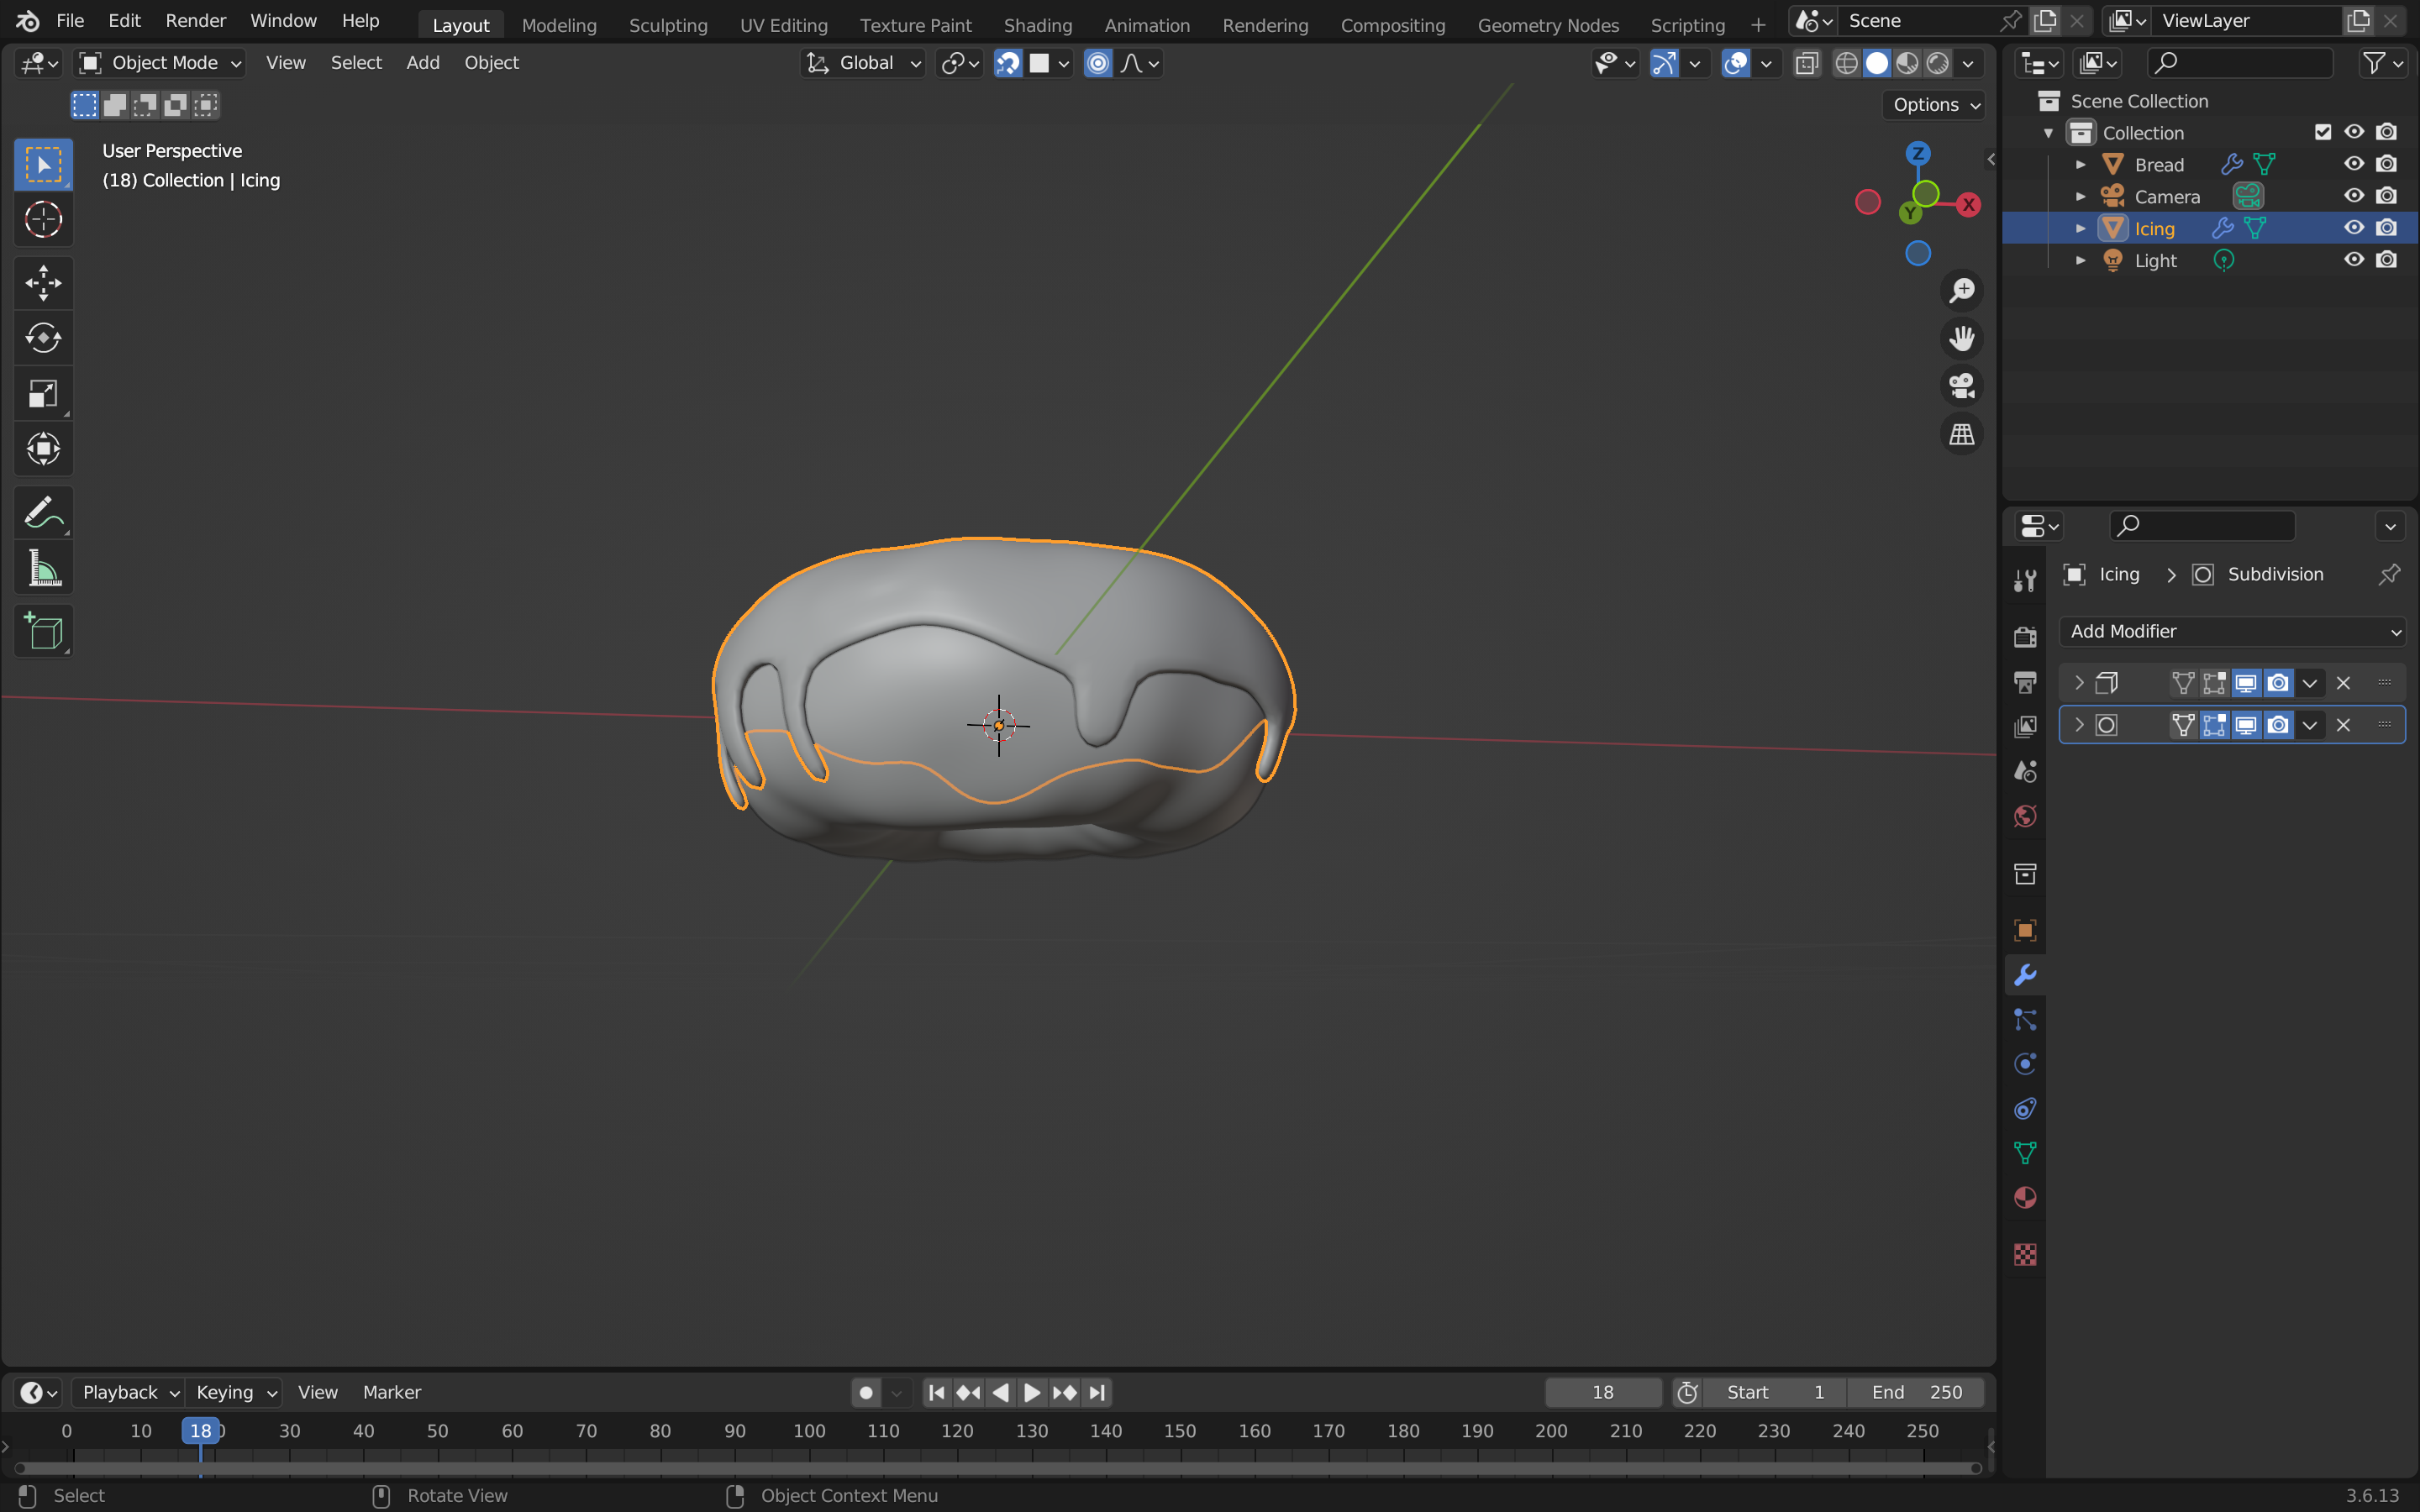 File Edit Render Window Help Layout Modeling Sculpting UV Editing Texture Paint Shading Animation Rendering Compositing Geometry Nodes Scripting + Scene ViewLayer
Object Mode View Select Add Object Global
Options
User Perspective
(18) Collection | Icing
Z
X
Y
Scene Collection
Collection
Bread
Camera
Icing
Light
Icing > Subdivision
Add Modifier
Playback Keying View Marker 18 Start 1 End 250
0 10 18 30 40 50 60 70 80 90 100 110 120 130 140 150 160 170 180 190 200 210 220 230 240 250
Select Rotate View Object Context Menu 3.6.13